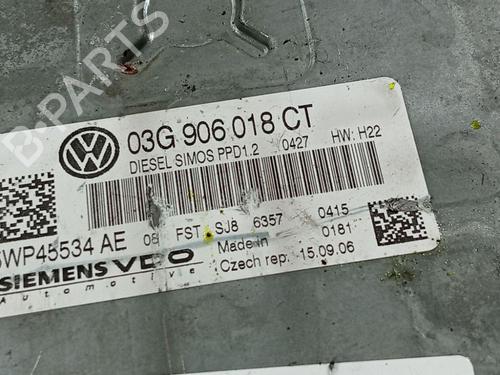 B-PARTS
VW
03G 906 018 CT
DIESEL SIMOS PPD1.2 0427 HW: H22
5WP45534 AE 08 FST SJ8 6357 0415
SIEMENS VDO Made in 0181
Automotive Czech rep: 15.09.06